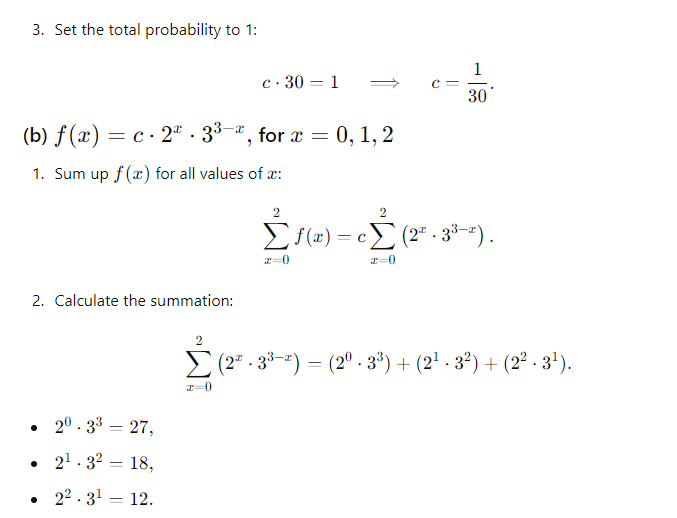 3. Set the total probability to 1:
c · 30 = 1 ⟹ c = 1/30.
(b) f(x) = c · 2^x · 3^{3−x}, for x = 0, 1, 2
1. Sum up f(x) for all values of x:
∑_{x=0}^{2} f(x) = c ∑_{x=0}^{2} (2^x · 3^{3−x}).
2. Calculate the summation:
∑_{x=0}^{2} (2^x · 3^{3−x}) = (2^0 · 3^3) + (2^1 · 3^2) + (2^2 · 3^1).
• 2^0 · 3^3 = 27,
• 2^1 · 3^2 = 18,
• 2^2 · 3^1 = 12.